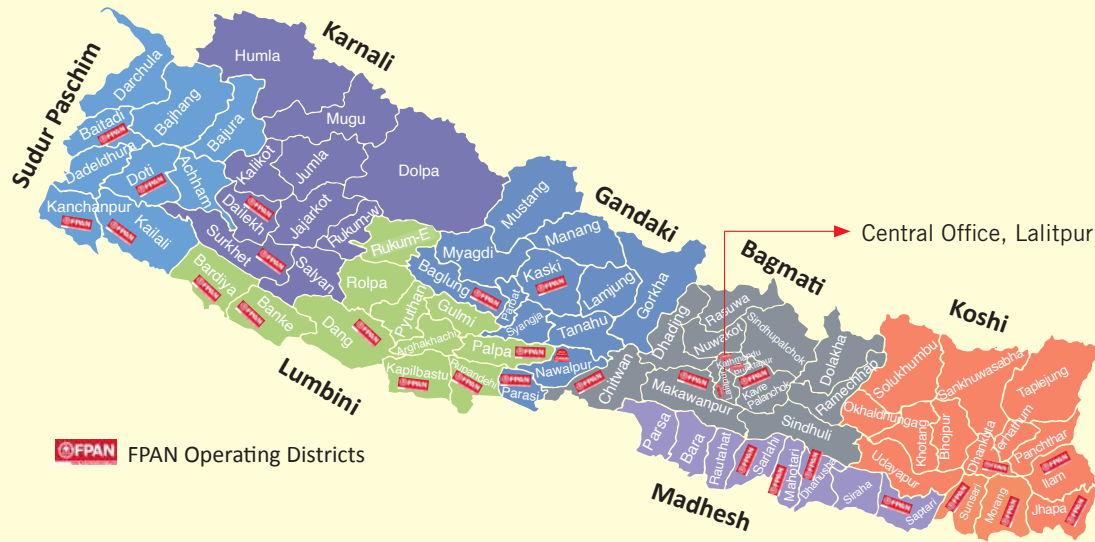 Karnali
Sudur Paschim
Humla
Darchula
Bajhang
Baitadi
Bajura
Mugu
Dadeldhura
Doti
Achham
Kalikot
Jumla
Dolpa
Kanchanpur
Kailali
Dailekh
Jajarkot
Rukum-w
Surkhet
Salyan
Gandaki
Mustang
Manang
Myagdi
Kaski
Lamjung
Gorkha
Baglung
Parbat
Syangja
Tanahu
Nawalpur
Parasi
Rukum-E
Bardiya
Banke
Rolpa
Dang
Pyuthan
Gulmi
Arghakhachi
Palpa
Kapilbastu
Rupandehi
Lumbini
Central Office, Lalitpur
Bagmati
Dhading
Rasuwa
Nuwakot
Sindhupalchok
Kavre
Palanchok
Dolakha
Ramechhap
Chitwan
Makawanpur
Sindhuli
Koshi
Solukhumbu
Sankhuwasabha
Taplejung
Okhaldhunga
Khotang
Bhojpur
Dhankuta
Terhathum
Panchthar
Ilam
Udayapur
Sunsari
Morang
Jhapa
Parsa
Bara
Rautahat
Sarlahi
Mahotari
Dhanusha
Siraha
Saptari
Madhesh
FPAN FPAN Operating Districts